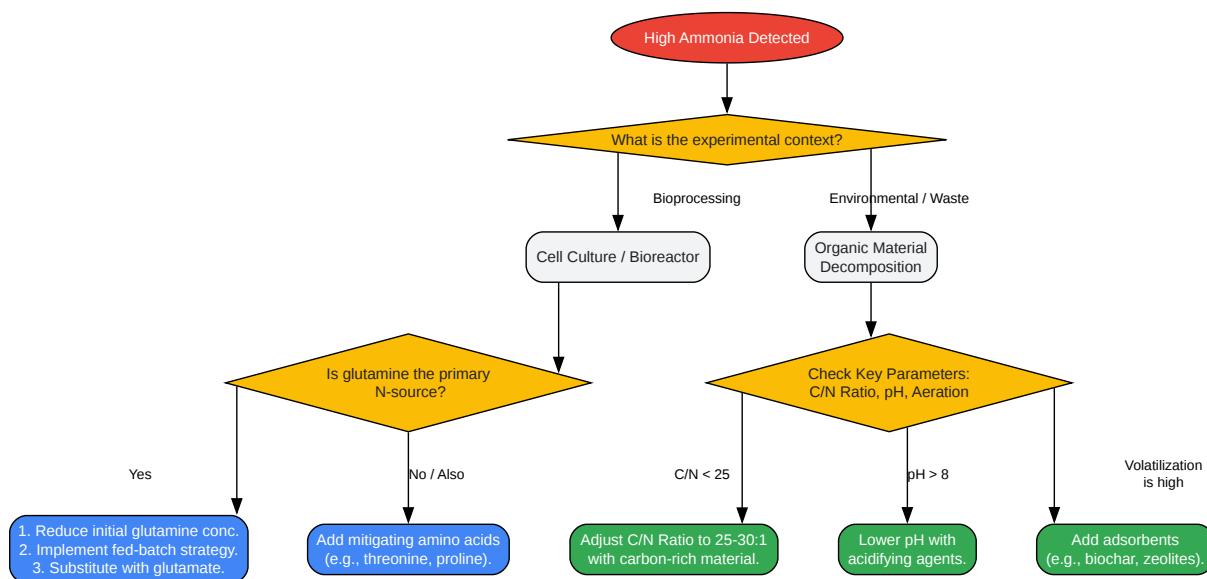 High Ammonia Detected
What is the experimental context?
Bioprocessing
Environmental / Waste
Cell Culture / Bioreactor
Organic Material
Decomposition
Is glutamine the primary
N-source?
Check Key Parameters:
C/N Ratio, pH, Aeration
Yes
No / Also
C/N < 25
pH > 8
Volatilization
is high
1. Reduce initial glutamine conc.
2. Implement fed-batch strategy.
3. Substitute with glutamate.
Add mitigating amino acids
(e.g., threonine, proline).
Adjust C/N Ratio to 25-30:1
with carbon-rich material.
Lower pH with
acidifying agents.
Add adsorbents
(e.g., biochar, zeolites).